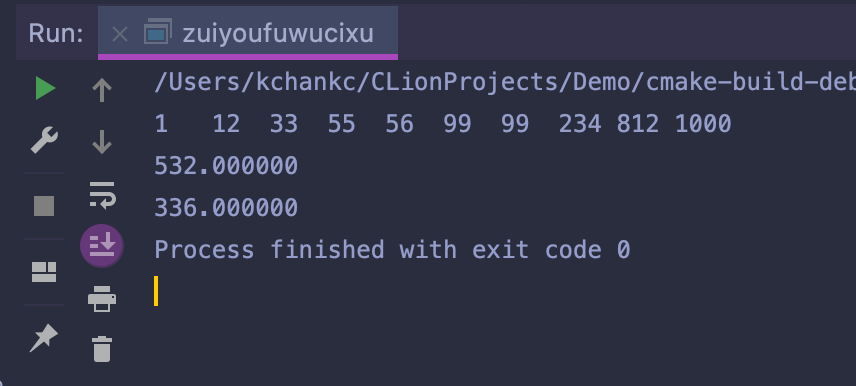 Run: zuiyoufuwucixu
/Users/kchankc/CLionProjects/Demo/cmake-build-deb
1 12 33 55 56 99 99 234 812 1000
532.000000
336.000000
Process finished with exit code 0